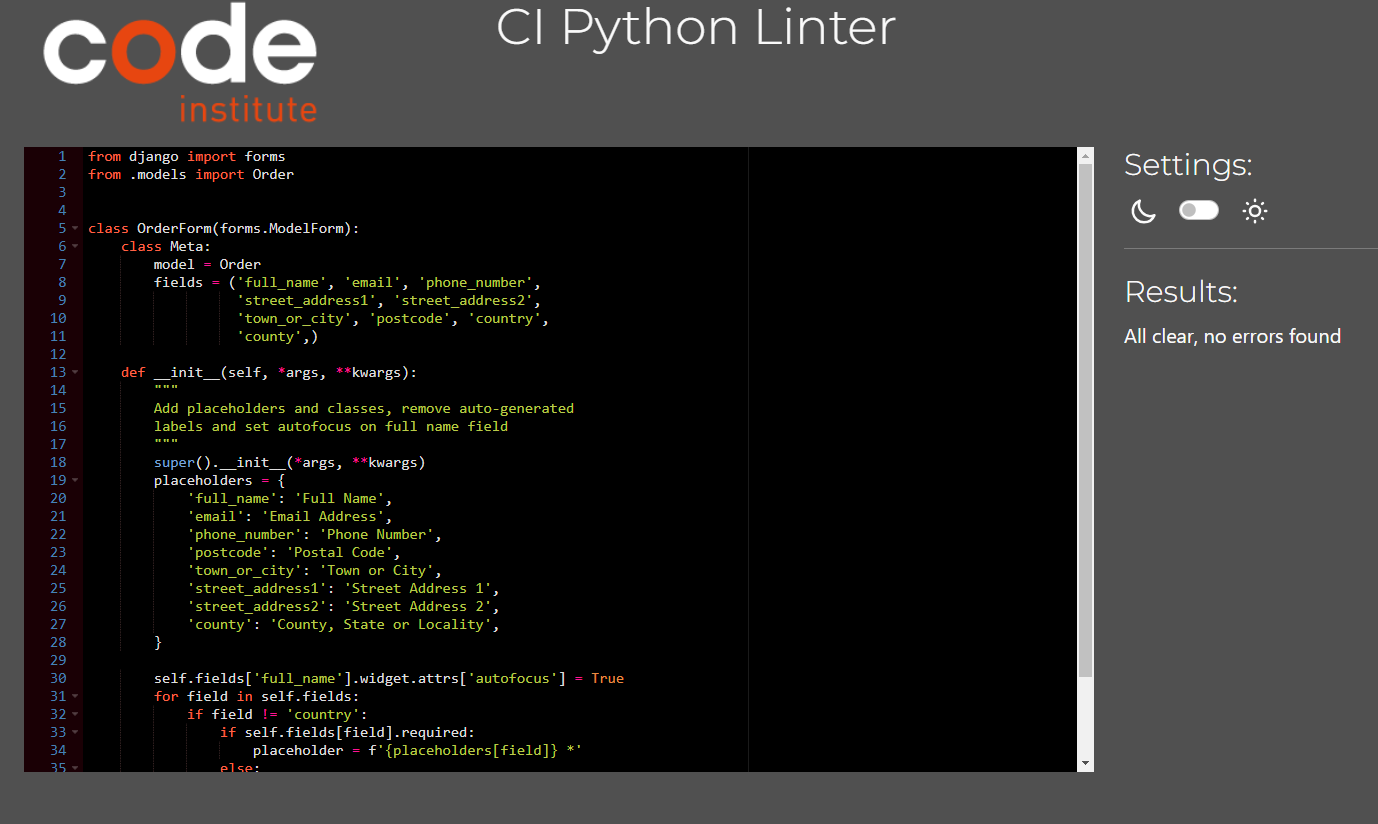 code
institute
CI Python Linter
1 from django import forms
2 from .models import Order
3
4
5 class OrderForm(forms.ModelForm):
6     class Meta:
7         model = Order
8         fields = ('full_name', 'email', 'phone_number',
9                   'street_address1', 'street_address2',
10                   'town_or_city', 'postcode', 'country',
11                   'county',)
12
13     def __init__(self, *args, **kwargs):
14         """
15         Add placeholders and classes, remove auto-generated
16         labels and set autofocus on full name field
17         """
18         super().__init__(*args, **kwargs)
19         placeholders = {
20             'full_name': 'Full Name',
21             'email': 'Email Address',
22             'phone_number': 'Phone Number',
23             'postcode': 'Postal Code',
24             'town_or_city': 'Town or City',
25             'street_address1': 'Street Address 1',
26             'street_address2': 'Street Address 2',
27             'county': 'County, State or Locality',
28         }
29
30         self.fields['full_name'].widget.attrs['autofocus'] = True
31         for field in self.fields:
32             if field != 'country':
33                 if self.fields[field].required:
34                     placeholder = f'{placeholders[field]} *'
35                 else:
Settings:
Results:
All clear, no errors found